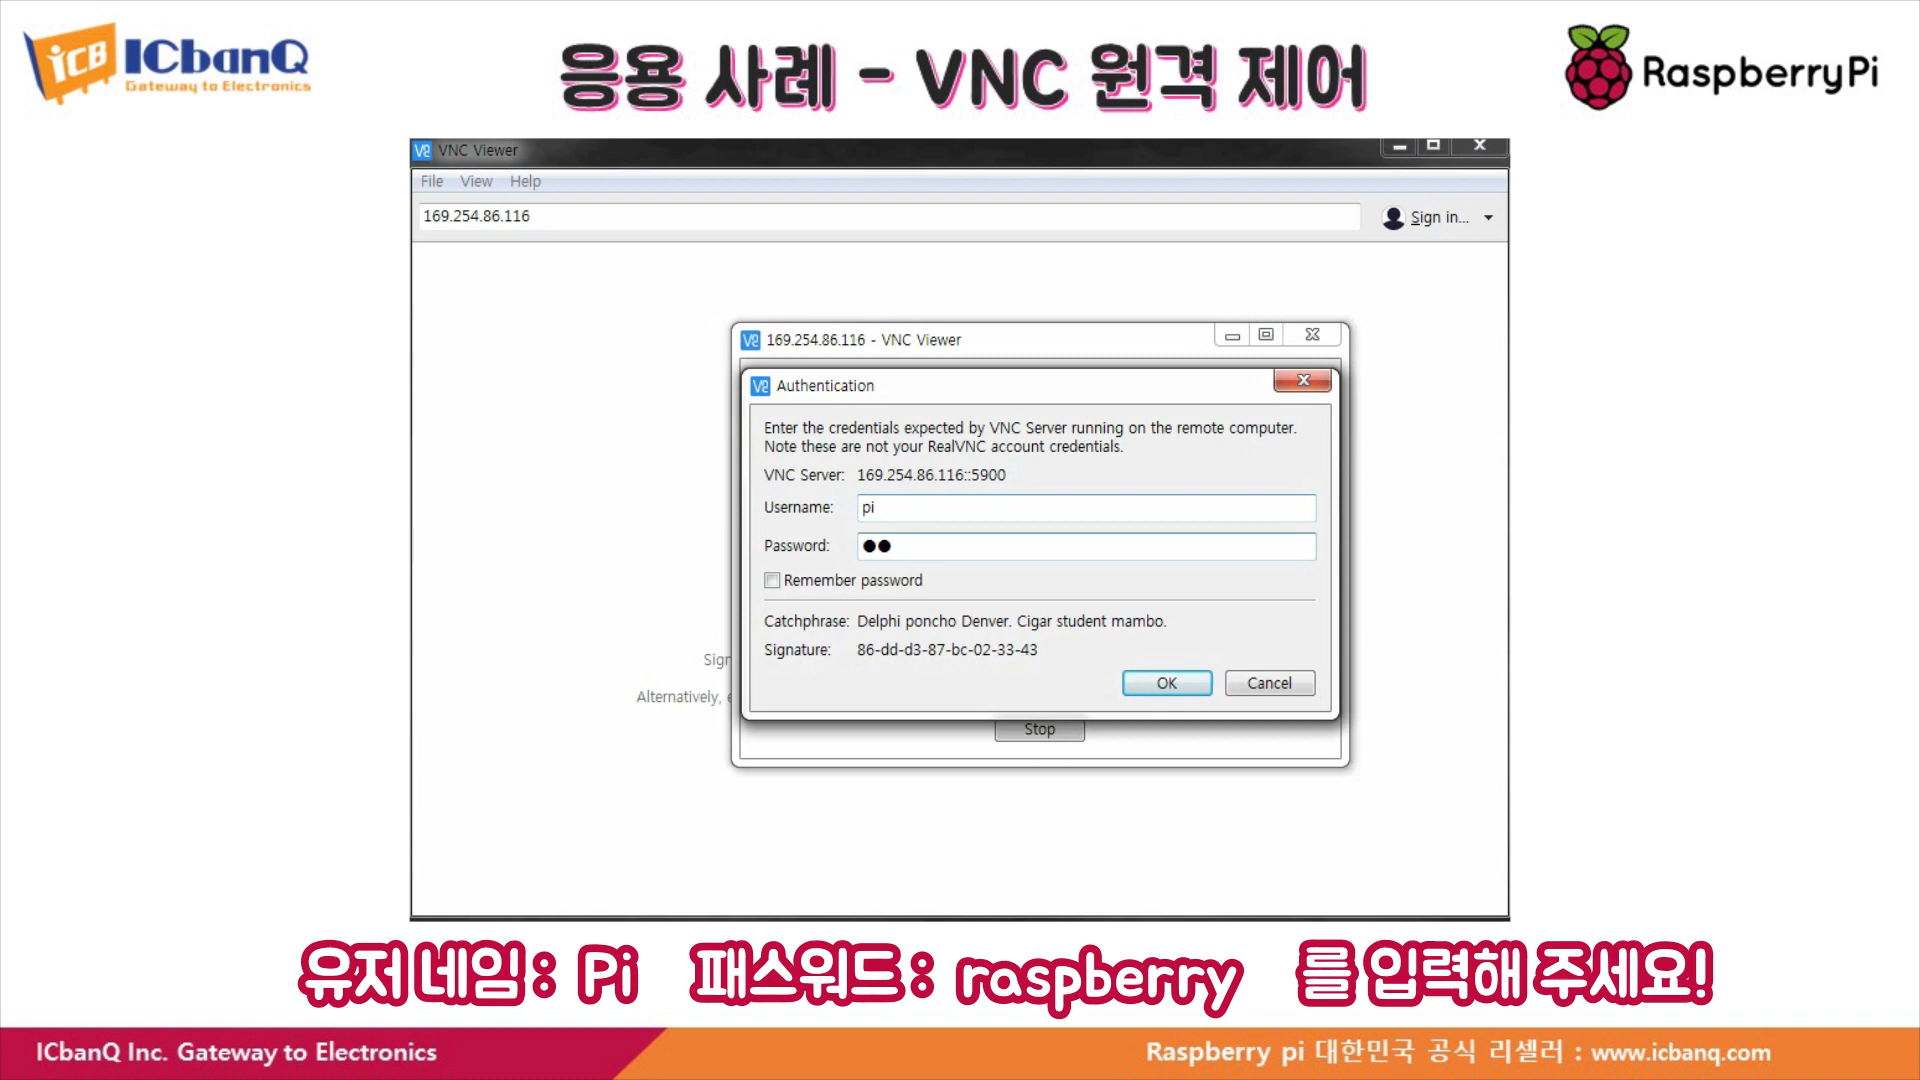 iCB ICbanQ
Gateway to Electronics
응용 사례 - VNC 원격 제어
RaspberryPi
VNC Viewer
File View Help
169.254.86.116
Sign in...
169.254.86.116 - VNC Viewer
Authentication
Enter the credentials expected by VNC Server running on the remote computer.
Note these are not your RealVNC account credentials.
VNC Server: 169.254.86.116::5900
Username: pi
Password: ●●
Remember password
Catchphrase: Delphi poncho Denver. Cigar student mambo.
Signature: 86-dd-d3-87-bc-02-33-43
OK Cancel
Alternatively,
Stop
유저 네임 : Pi 패스워드 : raspberry 를 입력해 주세요!
ICbanQ Inc. Gateway to Electronics
Raspberry pi 대한민국 공식 리셀러 : www.icbanq.com